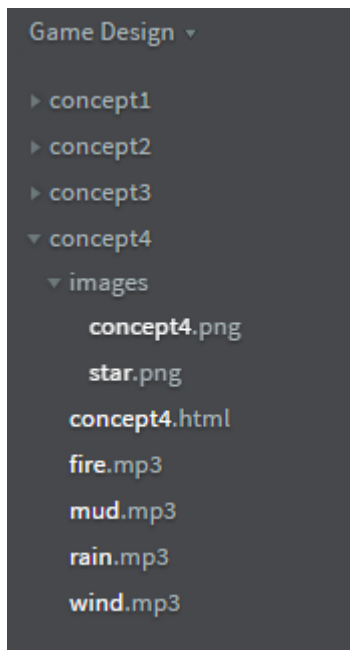 Game Design
concept1
concept2
concept3
concept4
images
concept4.png
star.png
concept4.html
fire.mp3
mud.mp3
rain.mp3
wind.mp3